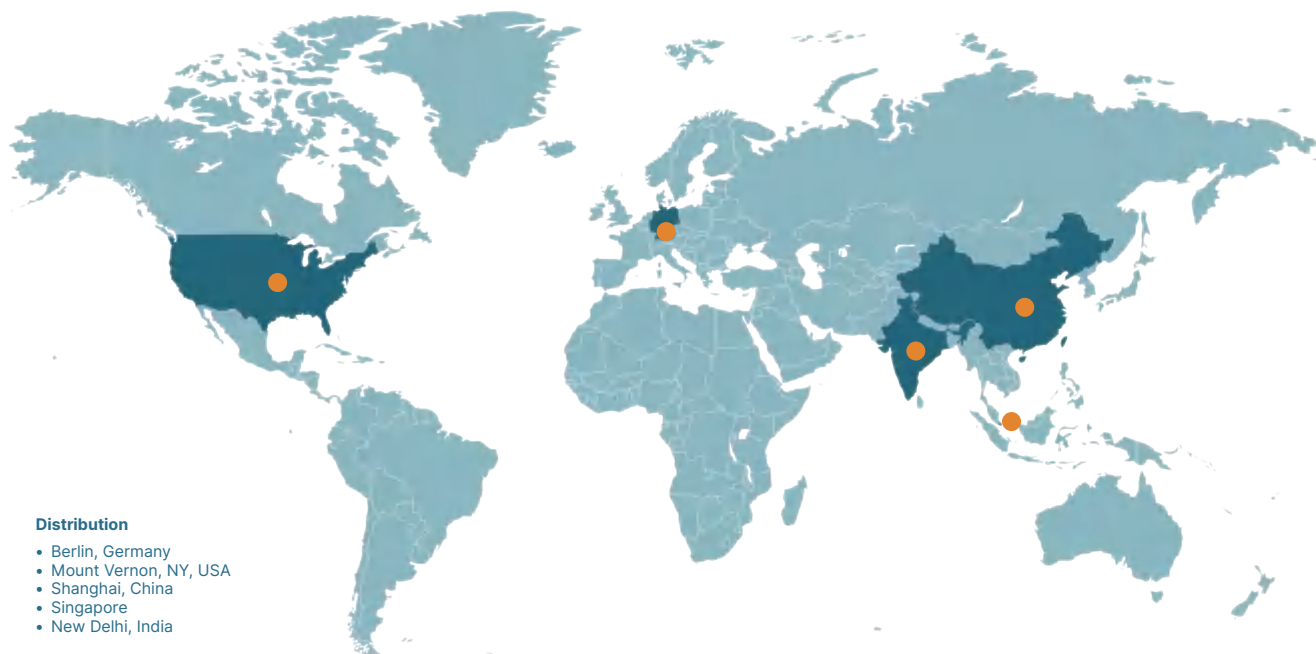 Distribution
• Berlin, Germany
• Mount Vernon, NY, USA
• Shanghai, China
• Singapore
• New Delhi, India